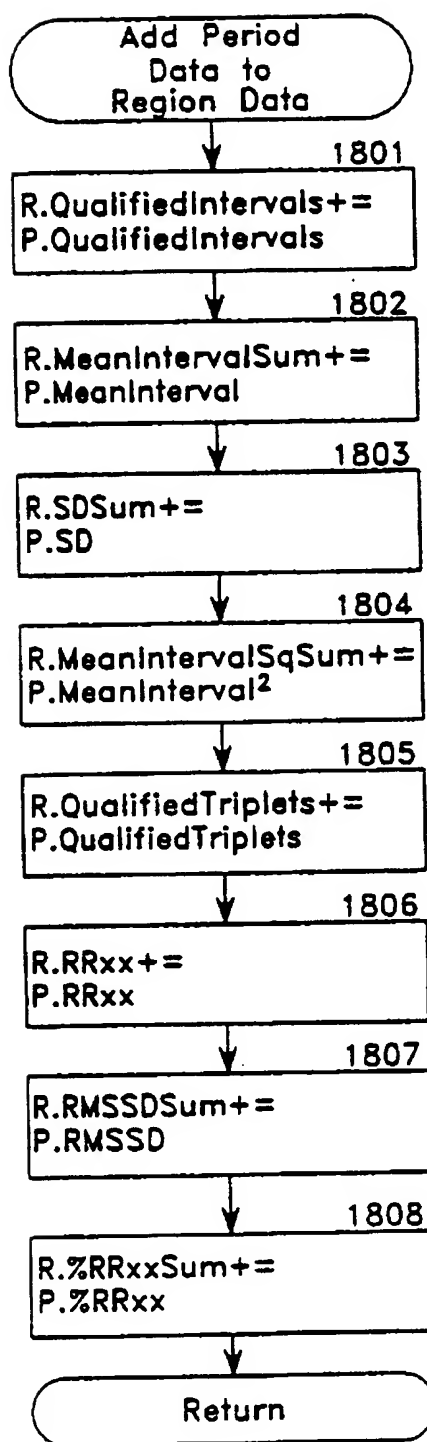 Add Period
Data to
Region Data
1801
R.QualifiedIntervals+=
P.QualifiedIntervals
1802
R.MeanIntervalSum+=
P.MeanInterval
1803
R.SDSum+=
P.SD
1804
R.MeanIntervalSqSum+=
P.MeanInterval²
1805
R.QualifiedTriplets+=
P.QualifiedTriplets
1806
R.RRxx+=
P.RRxx
1807
R.RMSSDSum+=
P.RMSSD
1808
R.%RRxxSum+=
P.%RRxx
Return